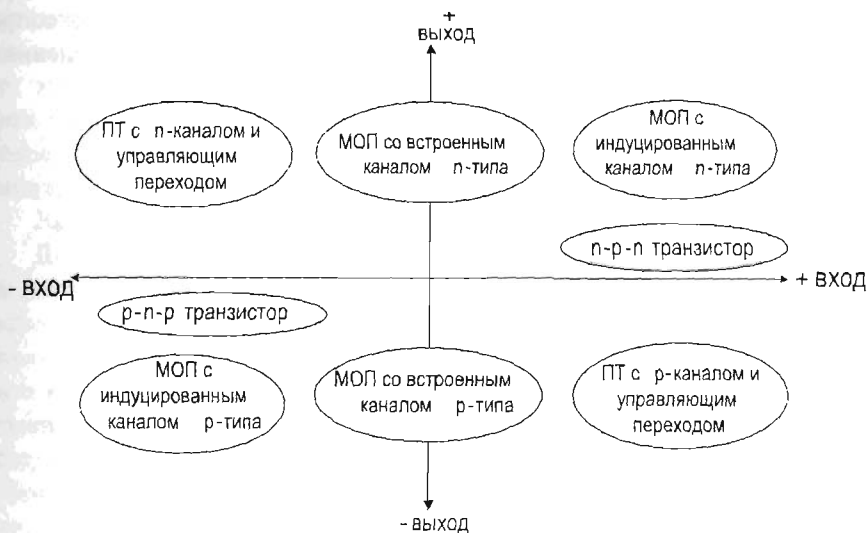 +
ВЫХОД
ПТ с n-каналом и
управляющим
переходом
МОП со встроенным
каналом n-типа
МОП с
индуцированным
каналом n-типа
n-p-n транзистор
- ВХОД
+ ВХОД
p-n-p транзистор
МОП с
индуцированным
каналом p-типа
МОП со встроенным
каналом p-типа
ПТ с p-каналом и
управляющим
переходом
- ВЫХОД